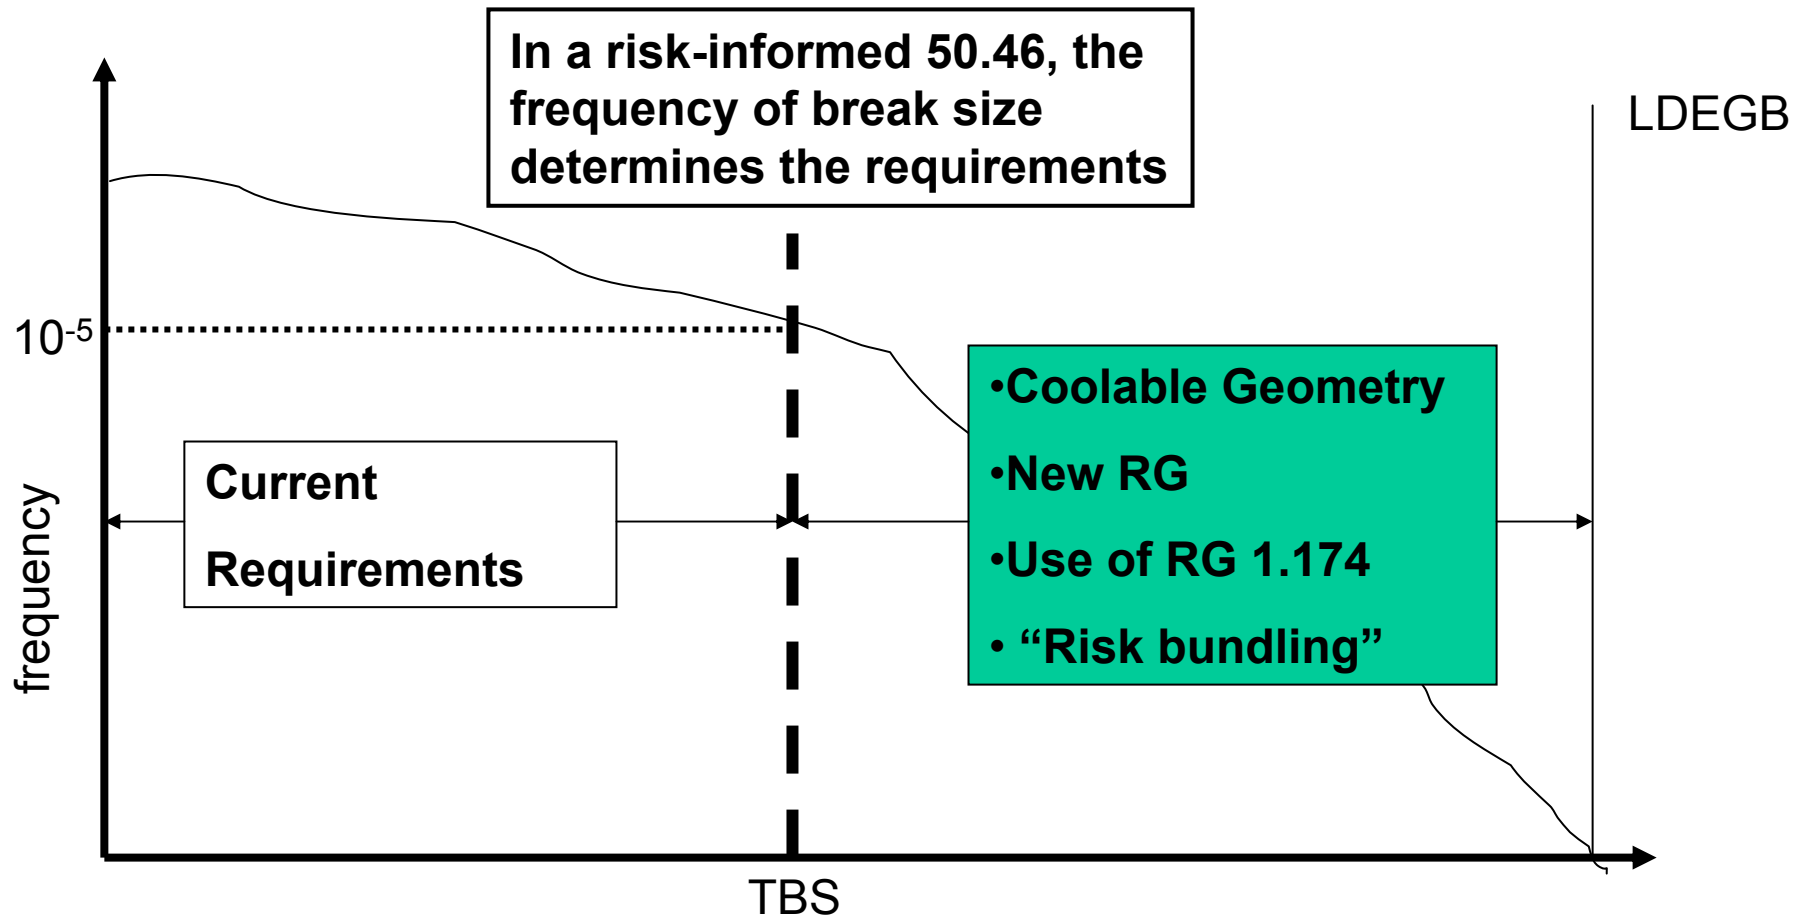 In a risk-informed 50.46, the
frequency of break size
determines the requirements
LDEGB
10-5
frequency
Current
Requirements
•Coolable Geometry
•New RG
•Use of RG 1.174
• “Risk bundling”
TBS